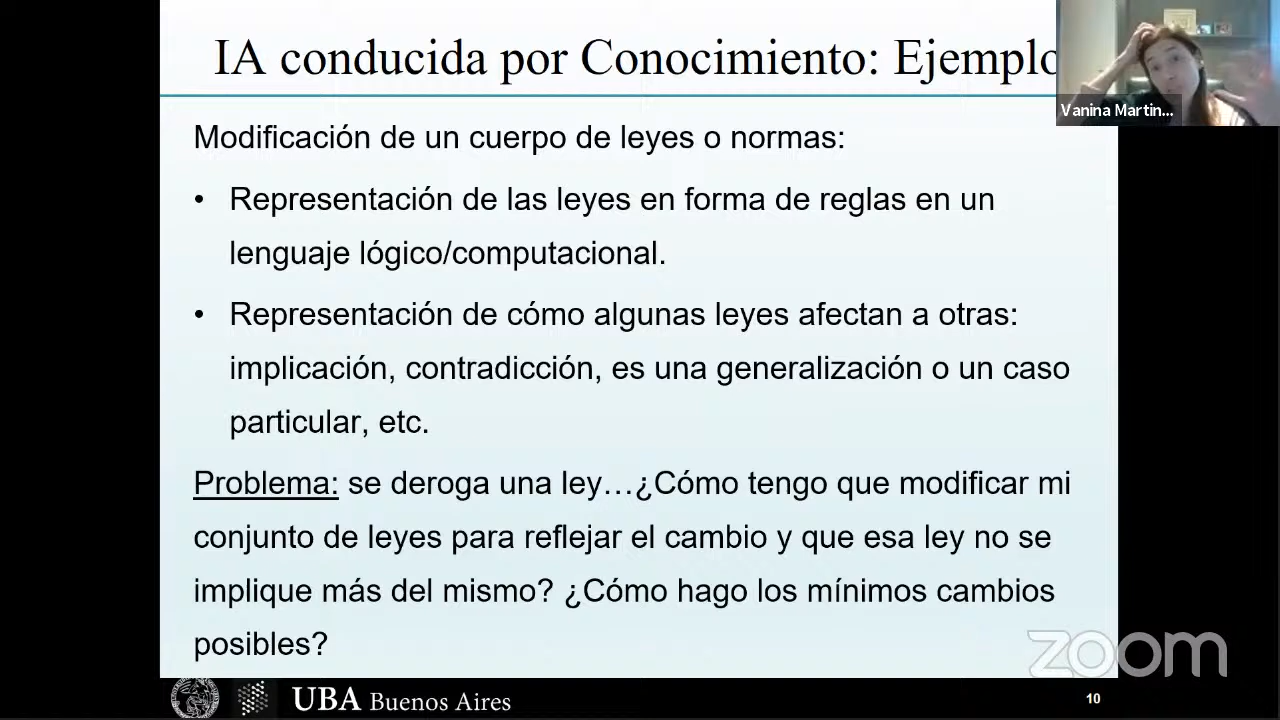 IA conducida por Conocimiento: Ejemplo
Vanina Martin...
Modificación de un cuerpo de leyes o normas:
• Representación de las leyes en forma de reglas en un
lenguaje lógico/computacional.
• Representación de cómo algunas leyes afectan a otras:
implicación, contradicción, es una generalización o un caso
particular, etc.
Problema: se deroga una ley…¿Cómo tengo que modificar mi
conjunto de leyes para reflejar el cambio y que esa ley no se
implique más del mismo? ¿Cómo hago los mínimos cambios
posibles?
zoom
UBA Buenos Aires
10